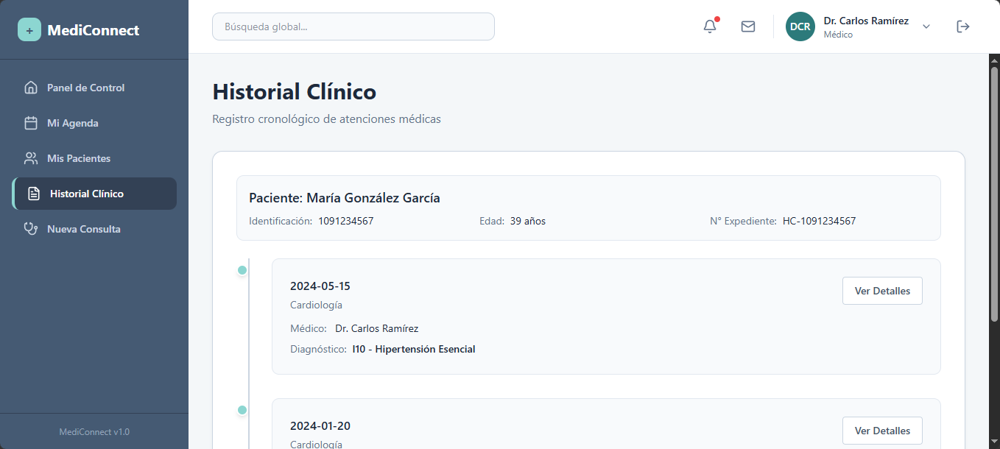 MediConnect
Búsqueda global...
DCR
Dr. Carlos Ramírez
Médico
Panel de Control
Mi Agenda
Mis Pacientes
Historial Clínico
Nueva Consulta
MediConnect v1.0
Historial Clínico
Registro cronológico de atenciones médicas
Paciente: María González García
Identificación: 1091234567 Edad: 39 años N° Expediente: HC-1091234567
2024-05-15
Ver Detalles
Cardiología
Médico: Dr. Carlos Ramírez
Diagnóstico: I10 - Hipertensión Esencial
2024-01-20
Ver Detalles
Cardiología